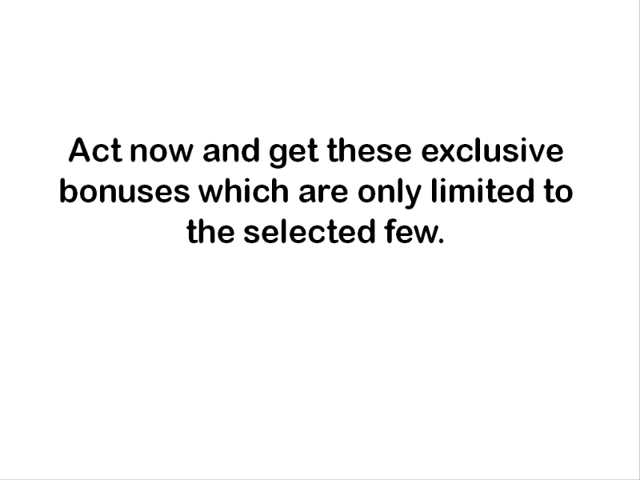 Act now and get these exclusive
bonuses which are only limited to
the selected few.